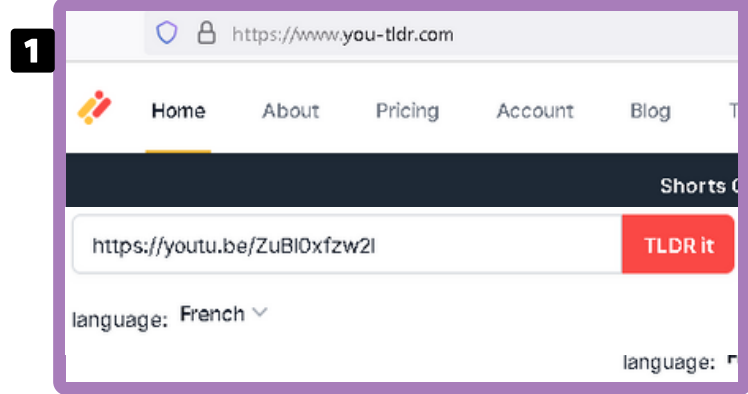 1
https://www.you-tldr.com
Home About Pricing Account Blog T
Shorts
https://youtu.be/ZuBl0xfzw2I TLDR it
language: French
language: